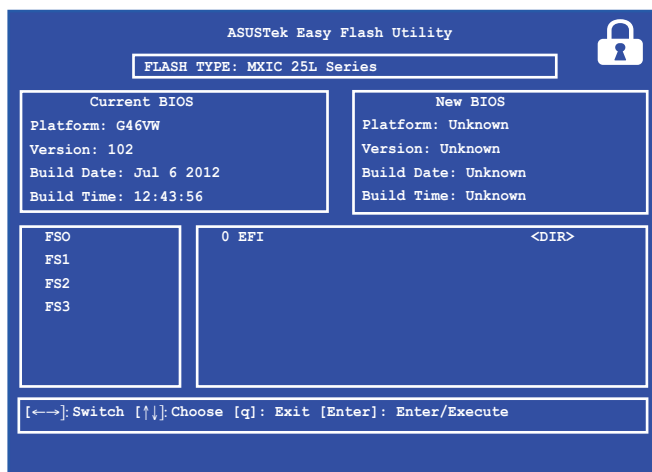 ASUSTek Easy Flash Utility
FLASH TYPE: MXIC 25L Series
Current BIOS
Platform: G46VW
Version: 102
Build Date: Jul 6 2012
Build Time: 12:43:56
New BIOS
Platform: Unknown
Version: Unknown
Build Date: Unknown
Build Time: Unknown
FSO
FS1
FS2
FS3
0 EFI <DIR>
[←→]: Switch [↑↓]: Choose [q]: Exit [Enter]: Enter/Execute